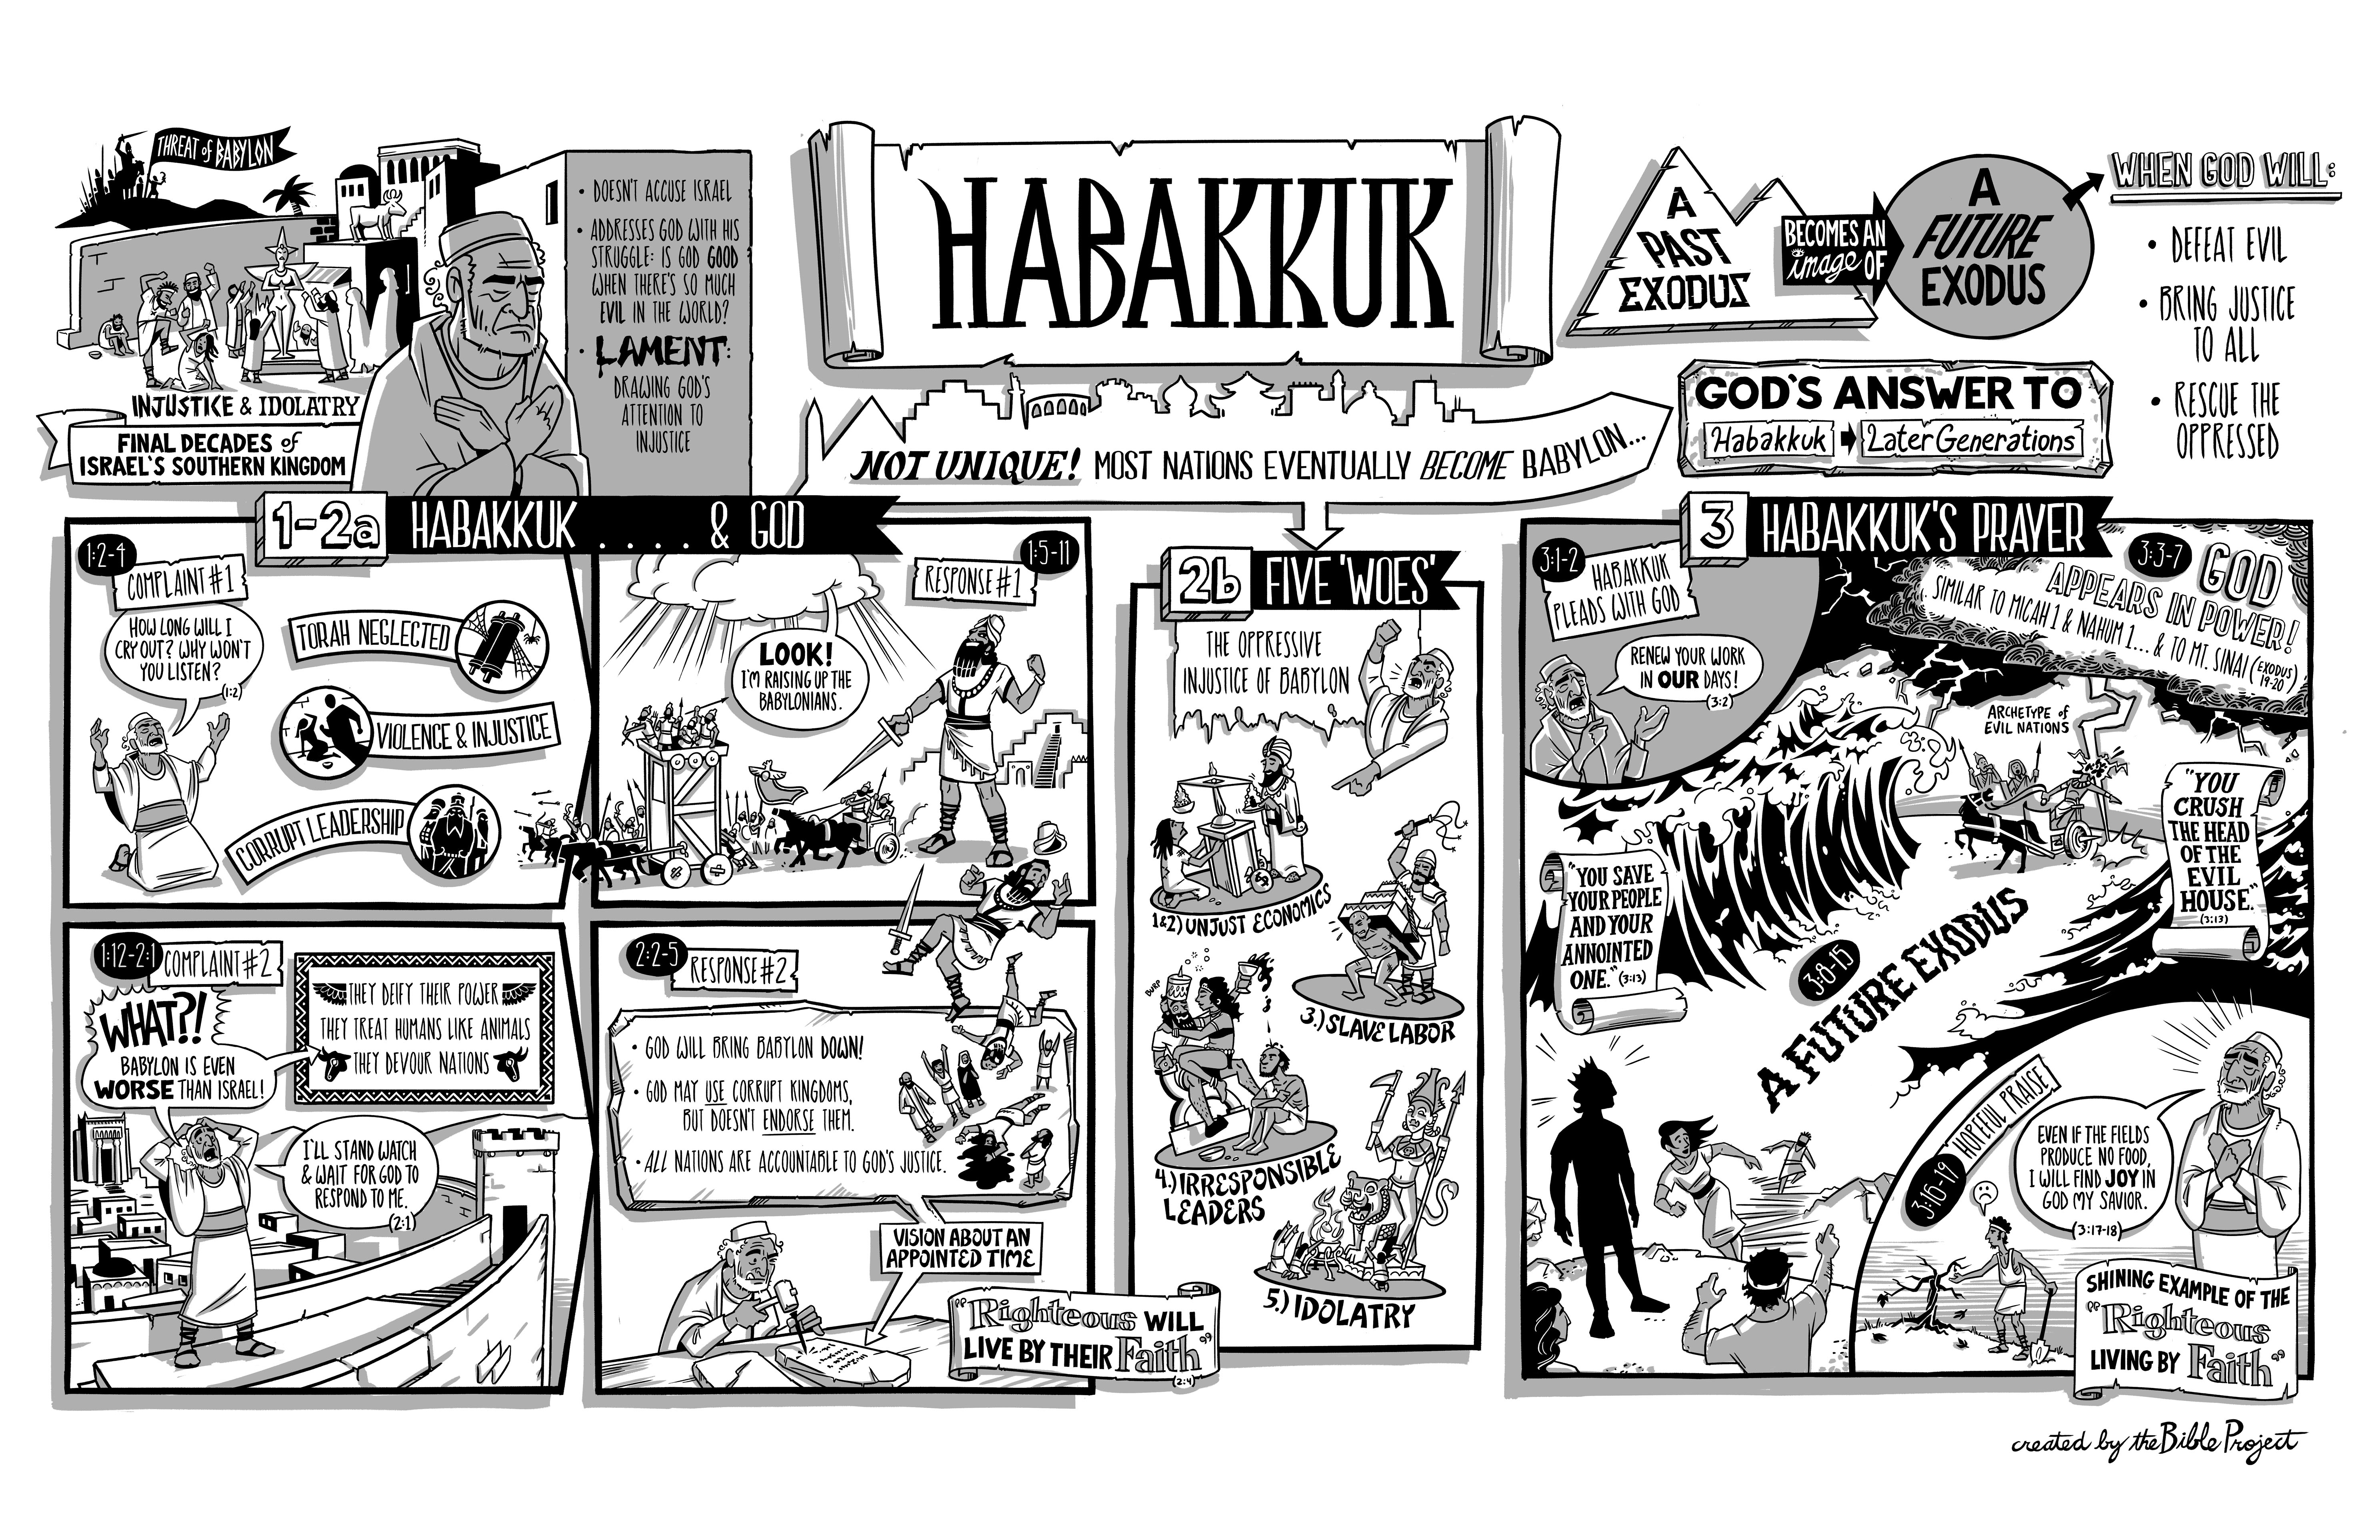 THREAT of BABYLON
INJUSTICE & IDOLATRY
FINAL DECADES of
ISRAEL'S SOUTHERN KINGDOM
• DOESN'T ACCUSE ISRAEL
• ADDRESSES GOD WITH HIS
STRUGGLE: IS GOD GOOD
WHEN THERE'S SO MUCH
EVIL IN THE WORLD?
• LAMENT:
DRAWING GOD'S
ATTENTION TO
INJUSTICE
HABAKKUK
NOT UNIQUE! MOST NATIONS EVENTUALLY BECOME BABYLON...
A
PAST
EXODUS
BECOMES AN
image OF
A
FUTURE
EXODUS
WHEN GOD WILL:
• DEFEAT EVIL
• BRING JUSTICE
TO ALL
• RESCUE THE
OPPRESSED
GOD'S ANSWER TO
Habakkuk
Later Generations
1-2a HABAKKUK .... & GOD
1:2-4
COMPLAINT #1
HOW LONG WILL I
CRY OUT? WHY WON'T
YOU LISTEN?
(1:2)
TORAH NEGLECTED
VIOLENCE & INJUSTICE
CORRUPT LEADERSHIP
1:5-11
RESPONSE #1
LOOK!
I'M RAISING UP THE
BABYLONIANS.
1:12-2:1
COMPLAINT #2
WHAT?!
BABYLON IS EVEN
WORSE THAN ISRAEL!
THEY DEIFY THEIR POWER
THEY TREAT HUMANS LIKE ANIMALS
THEY DEVOUR NATIONS
I'LL STAND WATCH
& WAIT FOR GOD TO
RESPOND TO ME.
(2:1)
2:2-5
RESPONSE #2
• GOD WILL BRING BABYLON DOWN!
• GOD MAY USE CORRUPT KINGDOMS,
BUT DOESN'T ENDORSE THEM.
• ALL NATIONS ARE ACCOUNTABLE TO GOD'S JUSTICE.
VISION ABOUT AN
APPOINTED TIME
"Righteous WILL
LIVE BY THEIR Faith"
(2:4)
2b FIVE 'WOES'
THE OPPRESSIVE
INJUSTICE OF BABYLON
1&2) UNJUST ECONOMICS
3.) SLAVE LABOR
BURP
4.) IRRESPONSIBLE
LEADERS
5.) IDOLATRY
3 HABAKKUK'S PRAYER
3:1-2
HABAKKUK
PLEADS WITH GOD
RENEW YOUR WORK
IN OUR DAYS!
(3:2)
3:3-7
GOD
APPEARS IN POWER!
SIMILAR TO MICAH 1 & NAHUM 1... & TO MT. SINAI (EXODUS
19-20)
ARCHETYPE of
EVIL NATIONS
"YOU
CRUSH
THE HEAD
OF THE
EVIL
HOUSE."
(3:13)
"YOU SAVE
YOUR PEOPLE
AND YOUR
ANNOINTED
ONE." (3:13)
3:8-15
A FUTURE EXODUS
3:16-19
HOPEFUL PRAISE
EVEN IF THE FIELDS
PRODUCE NO FOOD,
I WILL FIND JOY IN
GOD MY SAVIOR.
(3:17-18)
SHINING EXAMPLE OF THE
"Righteous
LIVING BY Faith"
created by the Bible Project